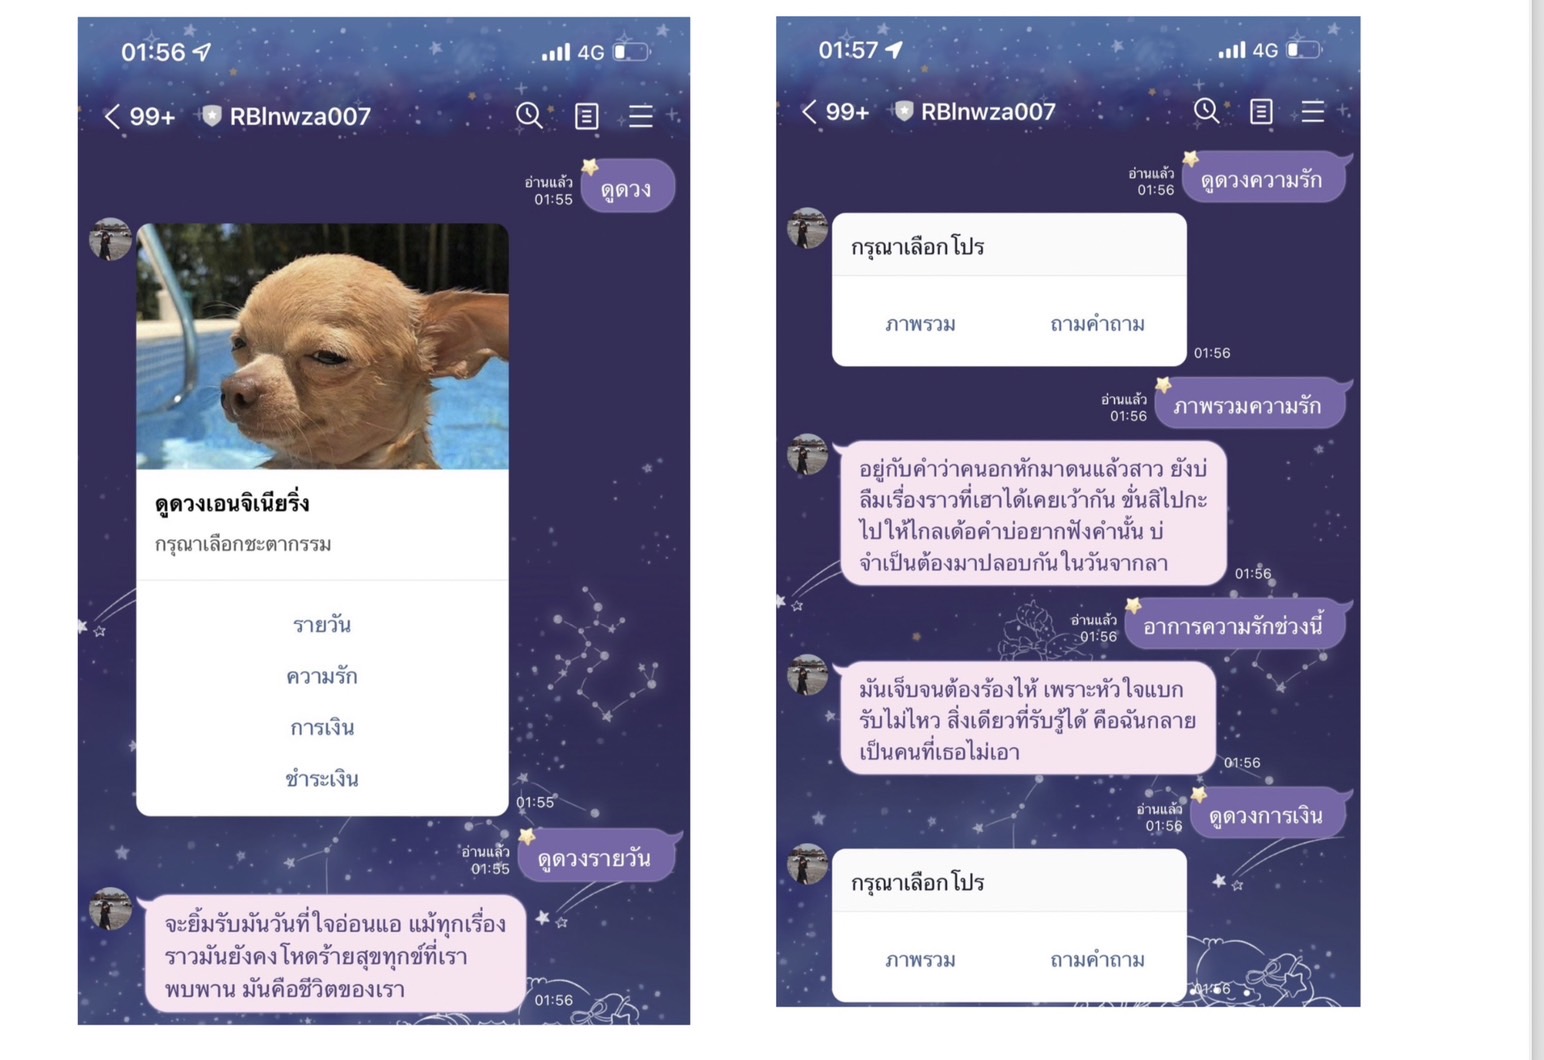 01:56
4G
99+
RBlnwza007
ดูดวง
อ่านแล้ว
01:55
ดูดวงเอนจิเนียริ่ง
กรุณาเลือกชะตากรรม
รายวัน
ความรัก
การเงิน
ชำระเงิน
01:55
ดูดวงรายวัน
อ่านแล้ว
01:55
จะยิ้มรับมันวันที่ใจอ่อนแอ แม้ทุกเรื่อง
ราวมันยังคงโหดร้ายสุขทุกข์ที่เรา
พบพาน มันคือชีวิตของเรา
01:56
01:57
4G
99+
RBlnwza007
ดูดวงความรัก
อ่านแล้ว
01:56
กรุณาเลือกโปร
ภาพรวม ถามคำถาม
01:56
ภาพรวมความรัก
อ่านแล้ว
01:56
อยู่กับคำว่าคนอกหักมาดนแล้วสาว ยังบ่
ลืมเรื่องราวที่เฮาได้เคยเว้ากัน ขั่นสิไปกะ
ไปให้ไกลเด้อคำบ่อยากฟังคำนั้น บ่
จำเป็นต้องมาปลอบกันในวันจากลา
01:56
อาการความรักช่วงนี้
อ่านแล้ว
01:56
มันเจ็บจนต้องร้องไห้ เพราะหัวใจแบก
รับไม่ไหว สิ่งเดียวที่รับรู้ได้ คือฉันกลาย
เป็นคนที่เธอไม่เอา
01:56
ดูดวงการเงิน
อ่านแล้ว
01:56
กรุณาเลือกโปร
ภาพรวม ถามคำถาม
01:56